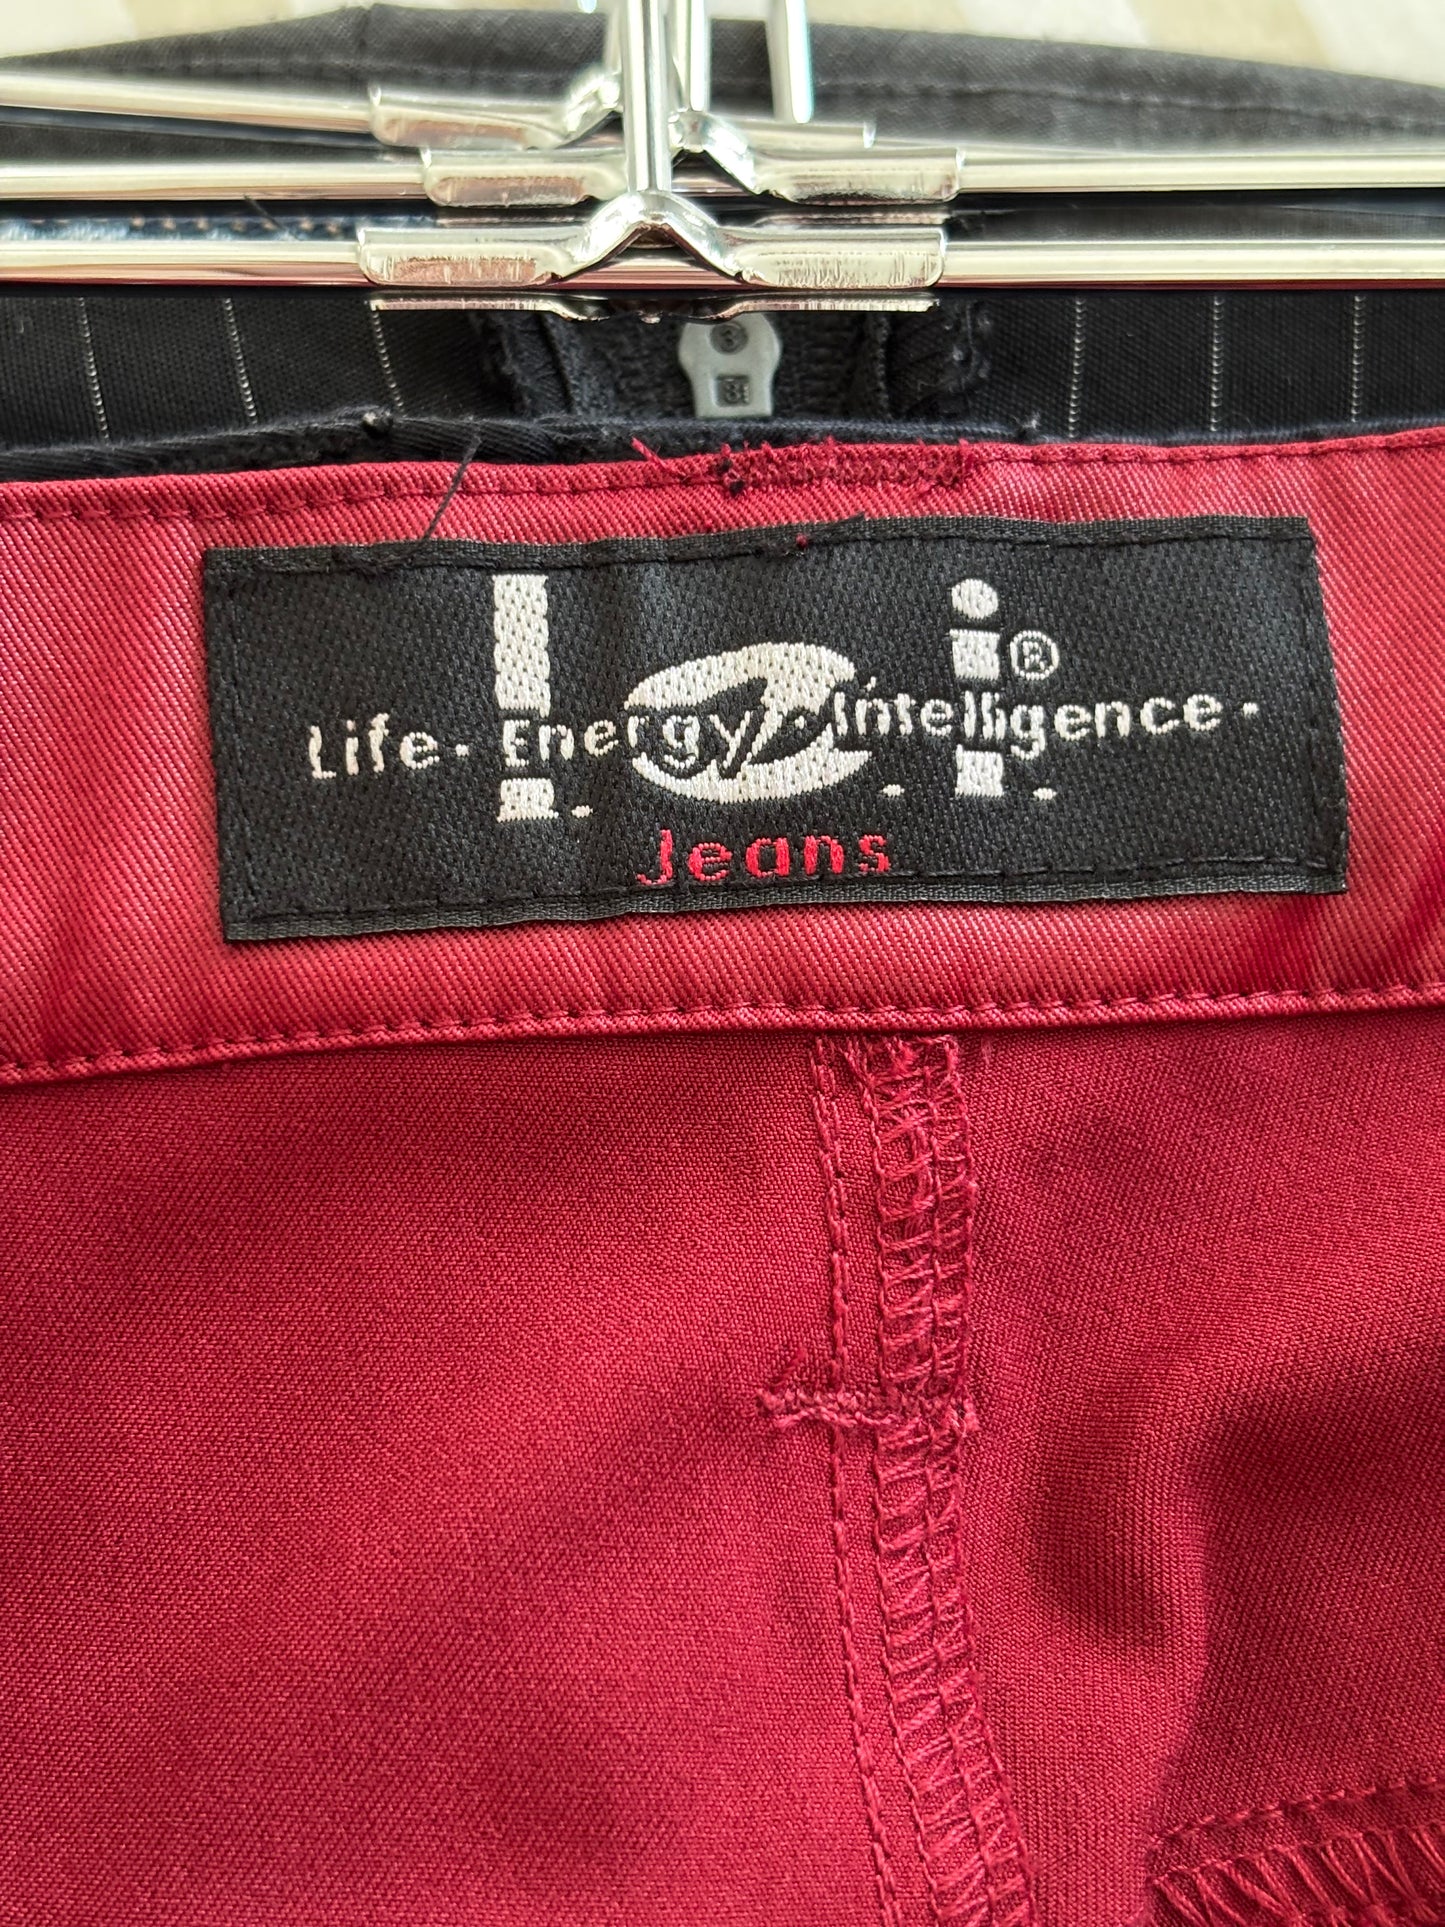 l.e.i.®
Life · Energy · Intelligence ·
Jeans